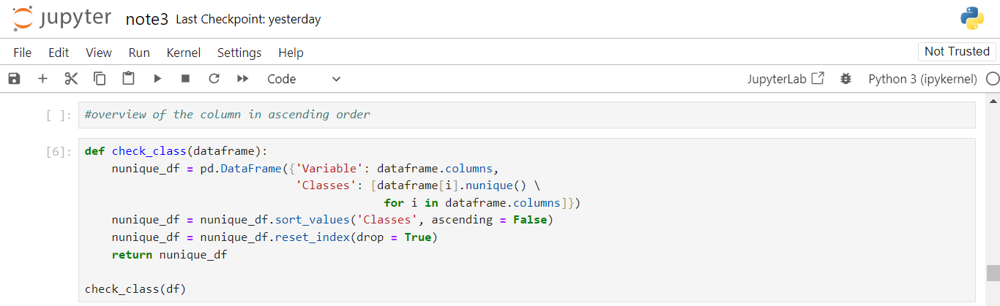 jupyter note3 Last Checkpoint: yesterday
File Edit View Run Kernel Settings Help Not Trusted
Code JupyterLab Python 3 (ipykernel)
[ ]: #overview of the column in ascending order
[6]: def check_class(dataframe):
    nunique_df = pd.DataFrame({'Variable': dataframe.columns,
                               'Classes': [dataframe[i].nunique() \
                                            for i in dataframe.columns]})
    nunique_df = nunique_df.sort_values('Classes', ascending = False)
    nunique_df = nunique_df.reset_index(drop = True)
    return nunique_df
check_class(df)